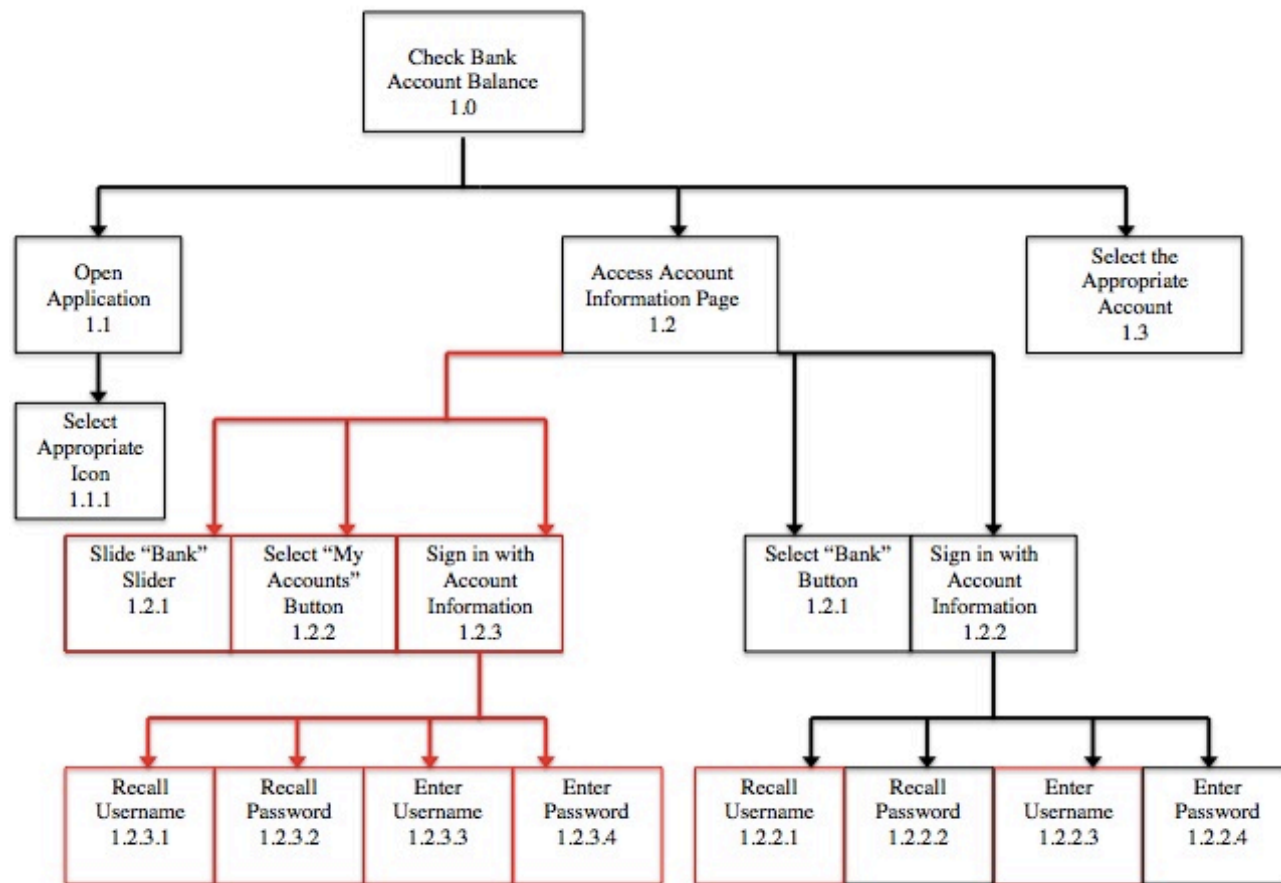 Check Bank
Account Balance
1.0
Open
Application
1.1
Access Account
Information Page
1.2
Select the
Appropriate
Account
1.3
Select
Appropriate
Icon
1.1.1
Slide “Bank”
Slider
1.2.1
Select “My
Accounts”
Button
1.2.2
Sign in with
Account
Information
1.2.3
Select “Bank”
Button
1.2.1
Sign in with
Account
Information
1.2.2
Recall
Username
1.2.3.1
Recall
Password
1.2.3.2
Enter
Username
1.2.3.3
Enter
Password
1.2.3.4
Recall
Username
1.2.2.1
Recall
Password
1.2.2.2
Enter
Username
1.2.2.3
Enter
Password
1.2.2.4